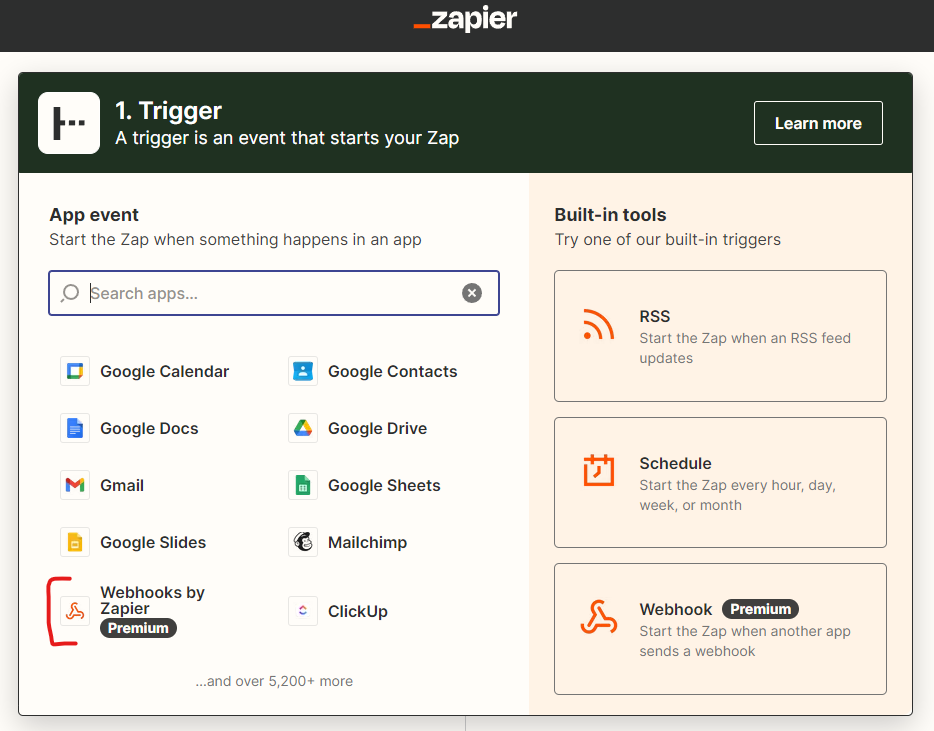 _zapier
1. Trigger
A trigger is an event that starts your Zap
Learn more
App event
Start the Zap when something happens in an app
Search apps...
Google Calendar
Google Contacts
Google Docs
Google Drive
Gmail
Google Sheets
Google Slides
Mailchimp
Webhooks by
Zapier
Premium
ClickUp
...and over 5,200+ more
Built-in tools
Try one of our built-in triggers
RSS
Start the Zap when an RSS feed
updates
Schedule
Start the Zap every hour, day,
week, or month
Webhook Premium
Start the Zap when another app
sends a webhook